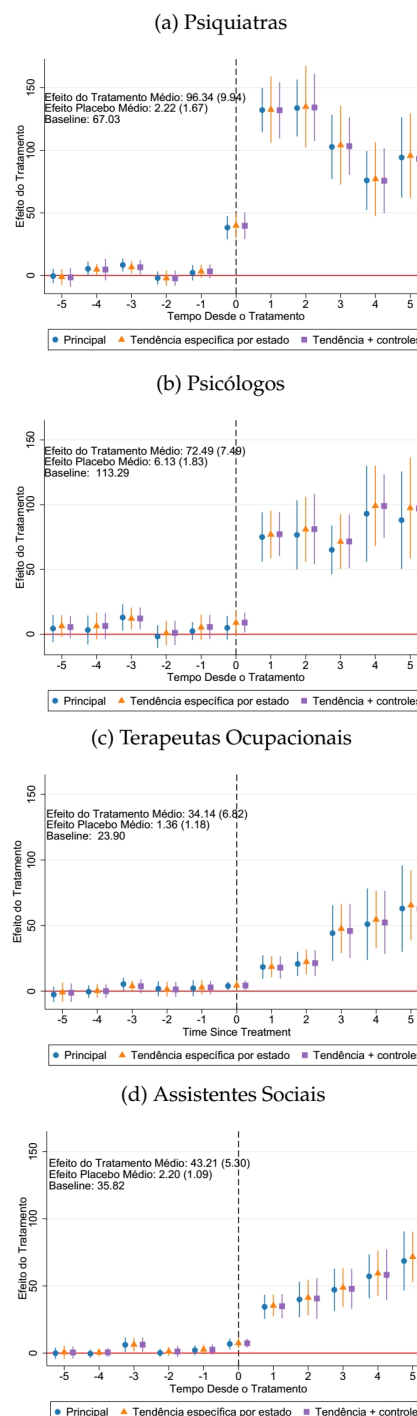 (a) Psiquiatras
Efeito do Tratamento
0
50
100
150
Efeito do Tratamento Médio: 96.34 (9.94)
Efeito Placebo Médio: 2.22 (1.67)
Baseline: 67.03
-5 -4 -3 -2 -1 0 1 2 3 4 5
Tempo Desde o Tratamento
Principal Tendência específica por estado Tendência + controles
(b) Psicólogos
Efeito do Tratamento
0
50
100
150
Efeito do Tratamento Médio: 72.49 (7.49)
Efeito Placebo Médio: 6.13 (1.83)
Baseline: 113.29
-5 -4 -3 -2 -1 0 1 2 3 4 5
Tempo Desde o Tratamento
Principal Tendência específica por estado Tendência + controles
(c) Terapeutas Ocupacionais
Efeito do Tratamento
0
50
100
150
Efeito do Tratamento Médio: 34.14 (6.82)
Efeito Placebo Médio: 1.36 (1.18)
Baseline: 23.90
-5 -4 -3 -2 -1 0 1 2 3 4 5
Time Since Treatment
Principal Tendência específica por estado Tendência + controles
(d) Assistentes Sociais
Efeito do Tratamento
0
50
100
150
Efeito do Tratamento Médio: 43.21 (5.30)
Efeito Placebo Médio: 2.20 (1.09)
Baseline: 35.82
-5 -4 -3 -2 -1 0 1 2 3 4 5
Tempo Desde o Tratamento
Principal Tendência específica por estado Tendência + controles